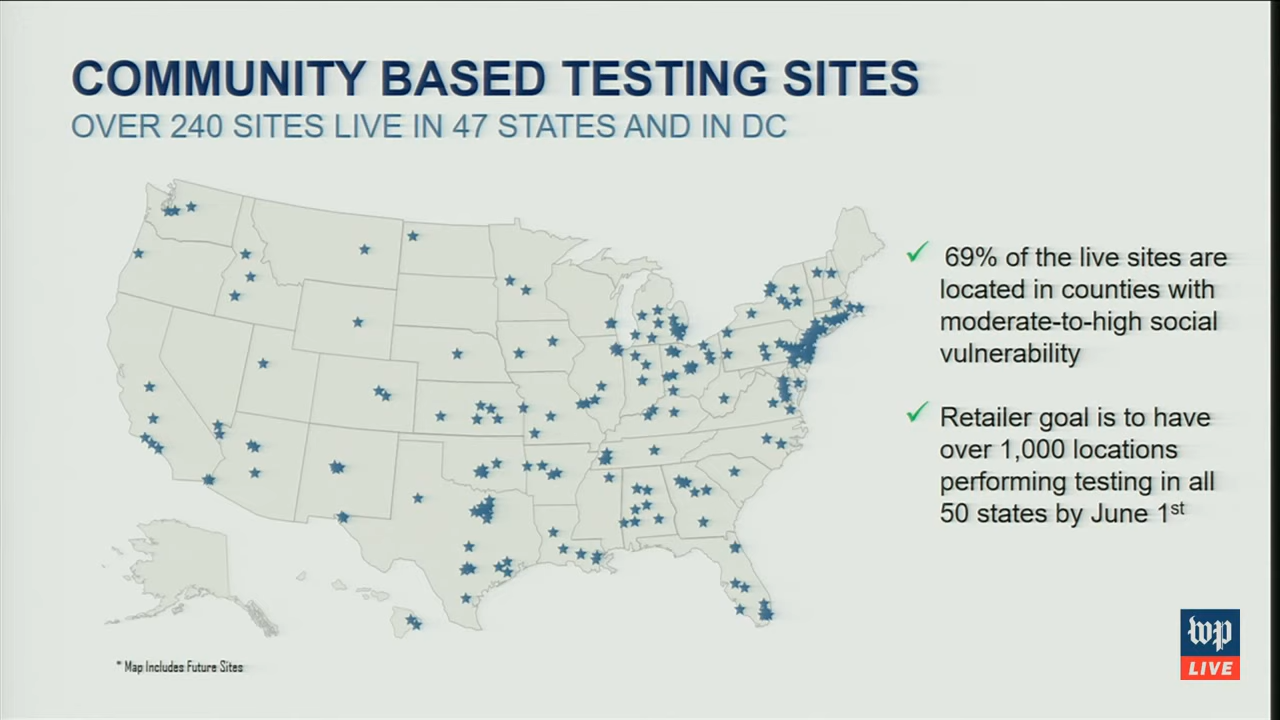 COMMUNITY BASED TESTING SITES
OVER 240 SITES LIVE IN 47 STATES AND IN DC
✓ 69% of the live sites are
located in counties with
moderate-to-high social
vulnerability
✓ Retailer goal is to have
over 1,000 locations
performing testing in all
50 states by June 1st
* Map Includes Future Sites
wp
LIVE